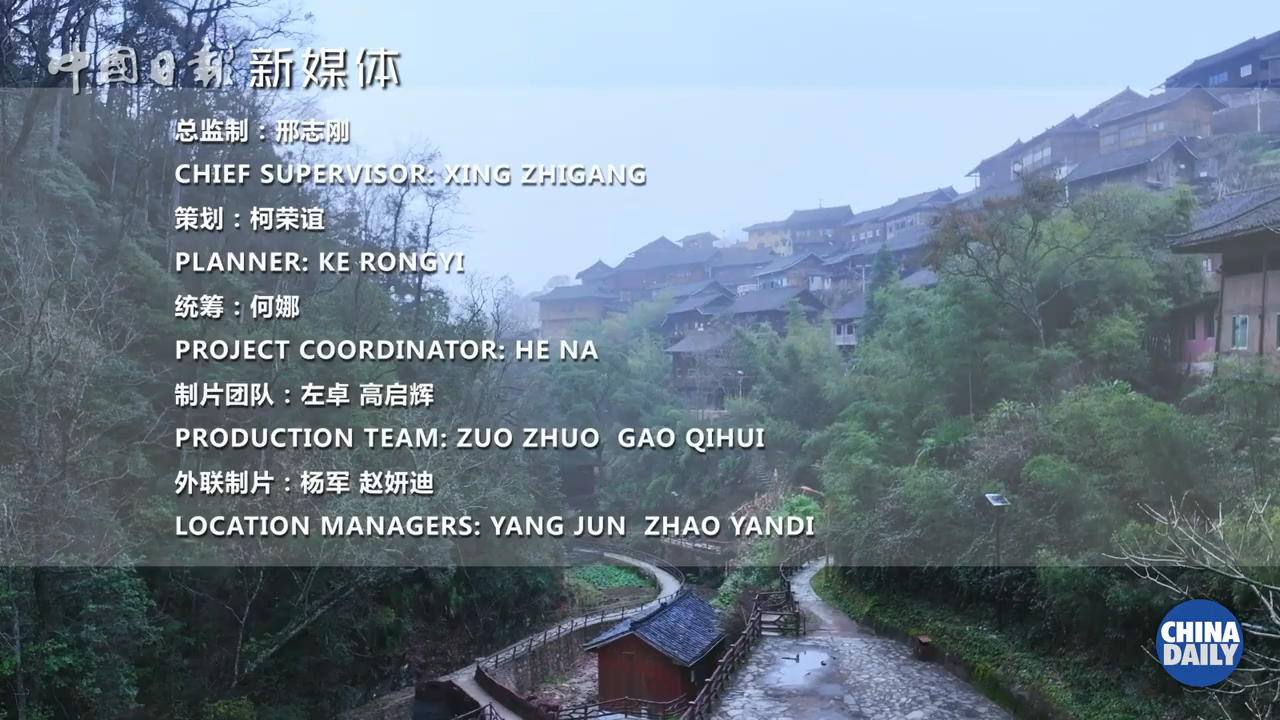 中国日报 新媒体
总监制：邢志刚
CHIEF SUPERVISOR: XING ZHIGANG
策划：柯荣谊
PLANNER: KE RONGYI
统筹：何娜
PROJECT COORDINATOR: HE NA
制片团队：左卓 高启辉
PRODUCTION TEAM: ZUO ZHUO  GAO QIHUI
外联制片：杨军 赵妍迪
LOCATION MANAGERS: YANG JUN  ZHAO YANDI
CHINA
DAILY